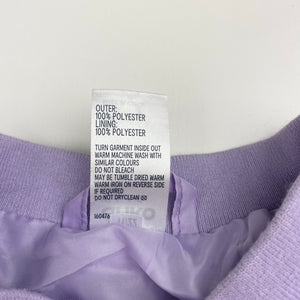 OUTER:
100% POLYESTER
LINING:
100% POLYESTER
TURN GARMENT INSIDE OUT
WARM MACHINE WASH WITH
SIMILAR COLOURS
DO NOT BLEACH
MAY BE TUMBLE DRIED WARM
WARM IRON ON REVERSE SIDE
IF REQUIRED
DO NOT DRYCLEAN
160476